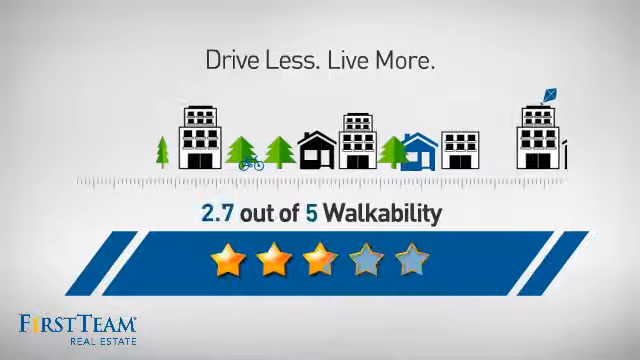 Drive Less. Live More.
2.7 out of 5 Walkability
FIRSTTEAM®
REAL ESTATE